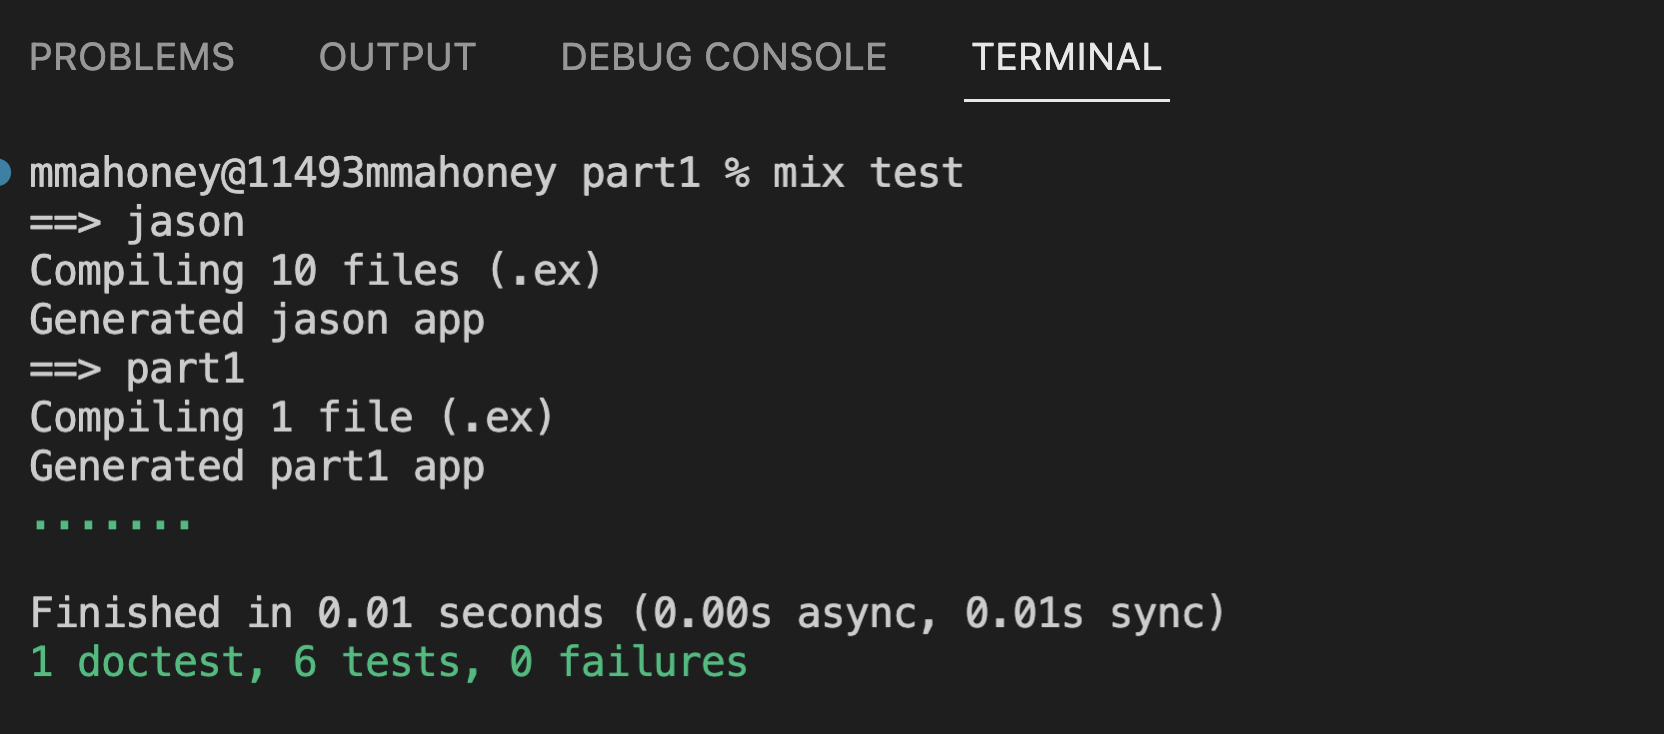 PROBLEMS OUTPUT DEBUG CONSOLE TERMINAL
mmahoney@11493mmahoney part1 % mix test
==> jason
Compiling 10 files (.ex)
Generated jason app
==> part1
Compiling 1 file (.ex)
Generated part1 app
.......
Finished in 0.01 seconds (0.00s async, 0.01s sync)
1 doctest, 6 tests, 0 failures